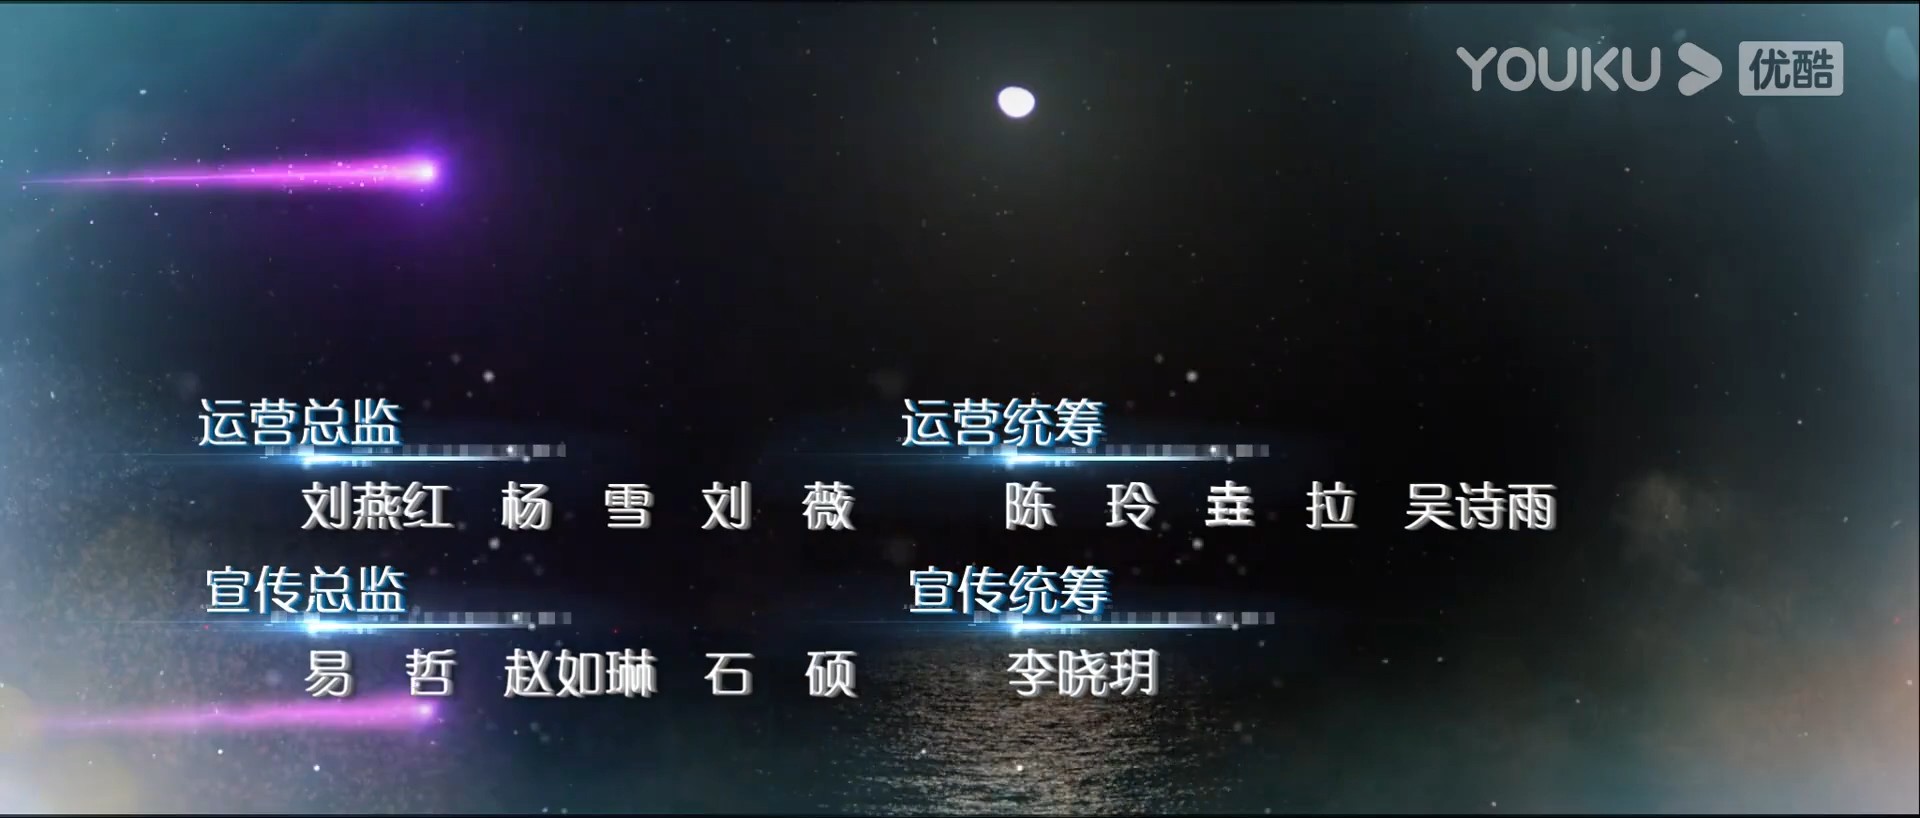 YOUKU 优酷
运营总监 运营统筹
刘燕红 杨 雪 刘 薇 陈 玲 垚 拉 吴诗雨
宣传总监 宣传统筹
易 哲 赵如琳 石 硕 李晓玥